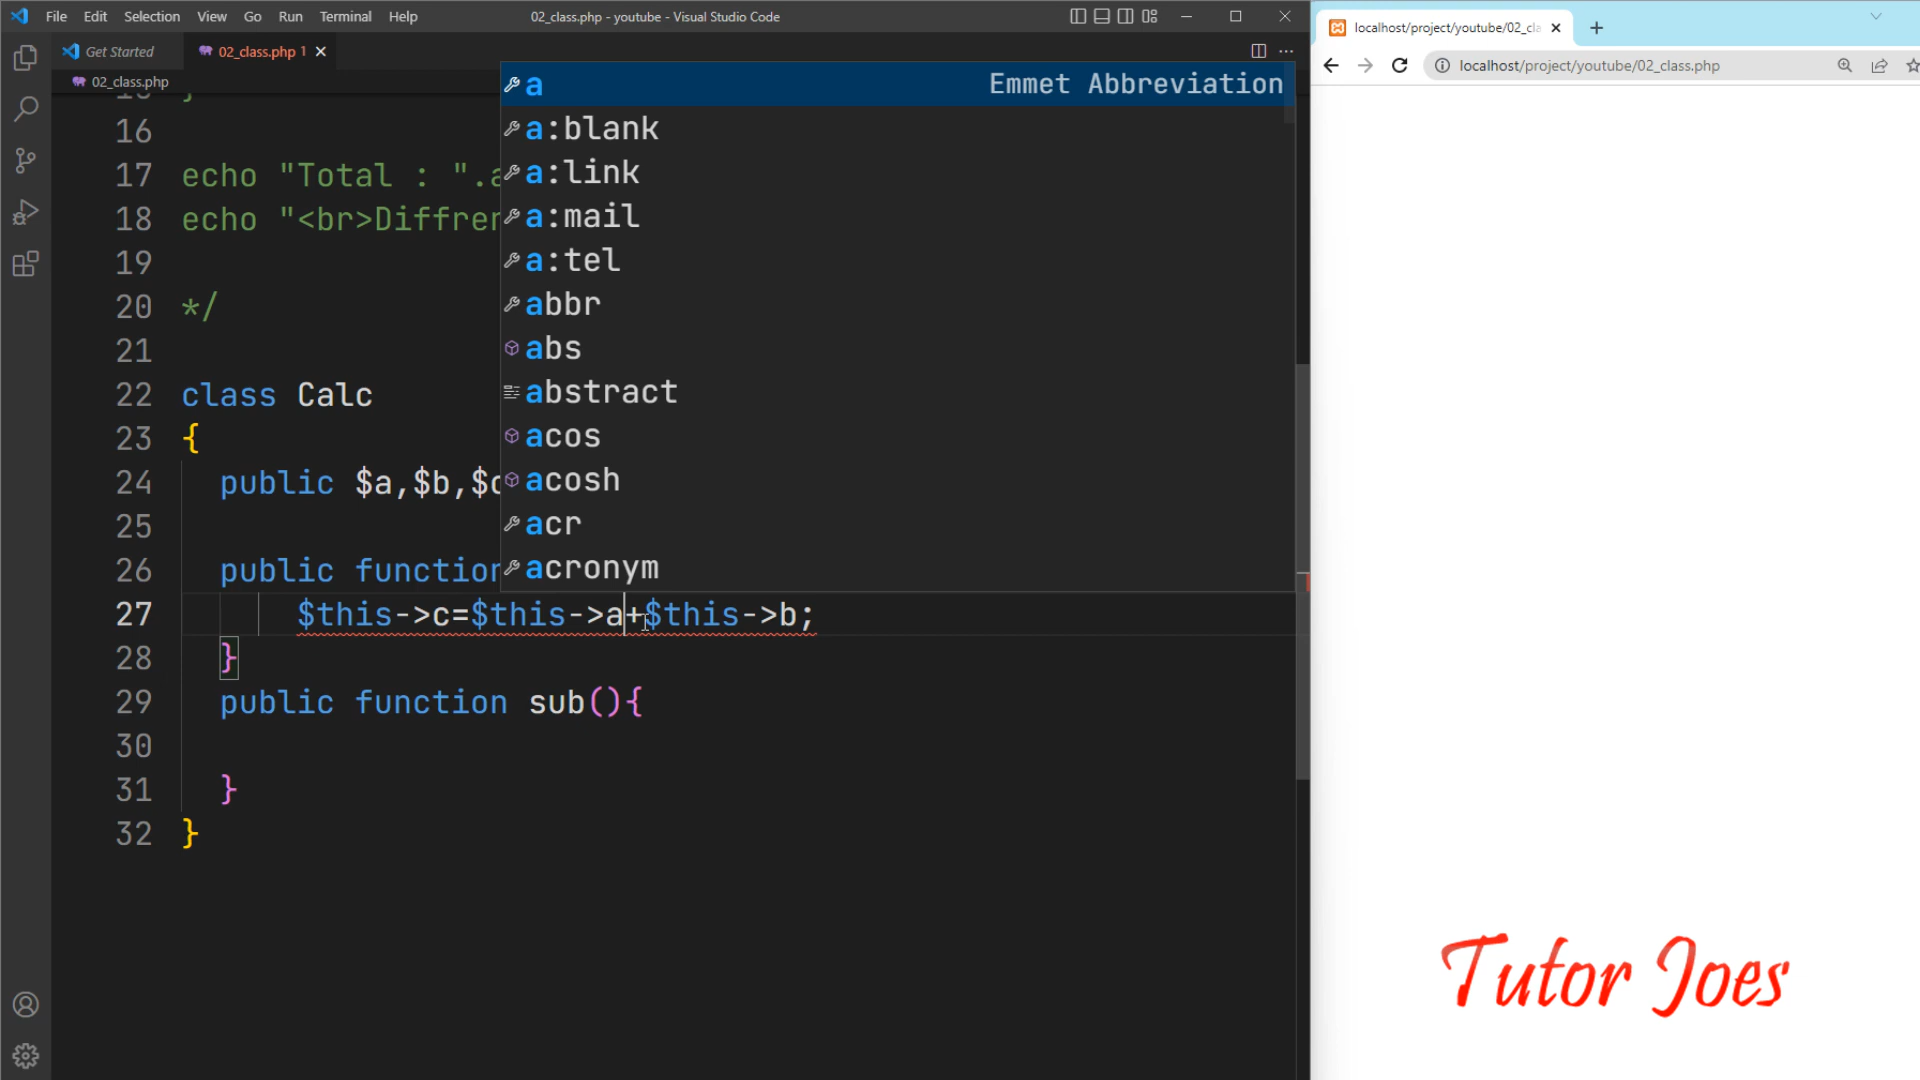 File Edit Selection View Go Run Terminal Help
02_class.php - youtube - Visual Studio Code
Get Started
02_class.php 1
02_class.php
16
17 echo "Total : ".a
18 echo "<br>Diffren
19
20 */
21
22 class Calc
23 {
24 public $a,$b,$c
25
26 public function
27 $this->c=$this->a+$this->b;
28 }
29 public function sub(){
30
31 }
32 }
a Emmet Abbreviation
a:blank
a:link
a:mail
a:tel
abbr
abs
abstract
acos
acosh
acr
acronym
localhost/project/youtube/02_cla
localhost/project/youtube/02_class.php
Tutor Joes